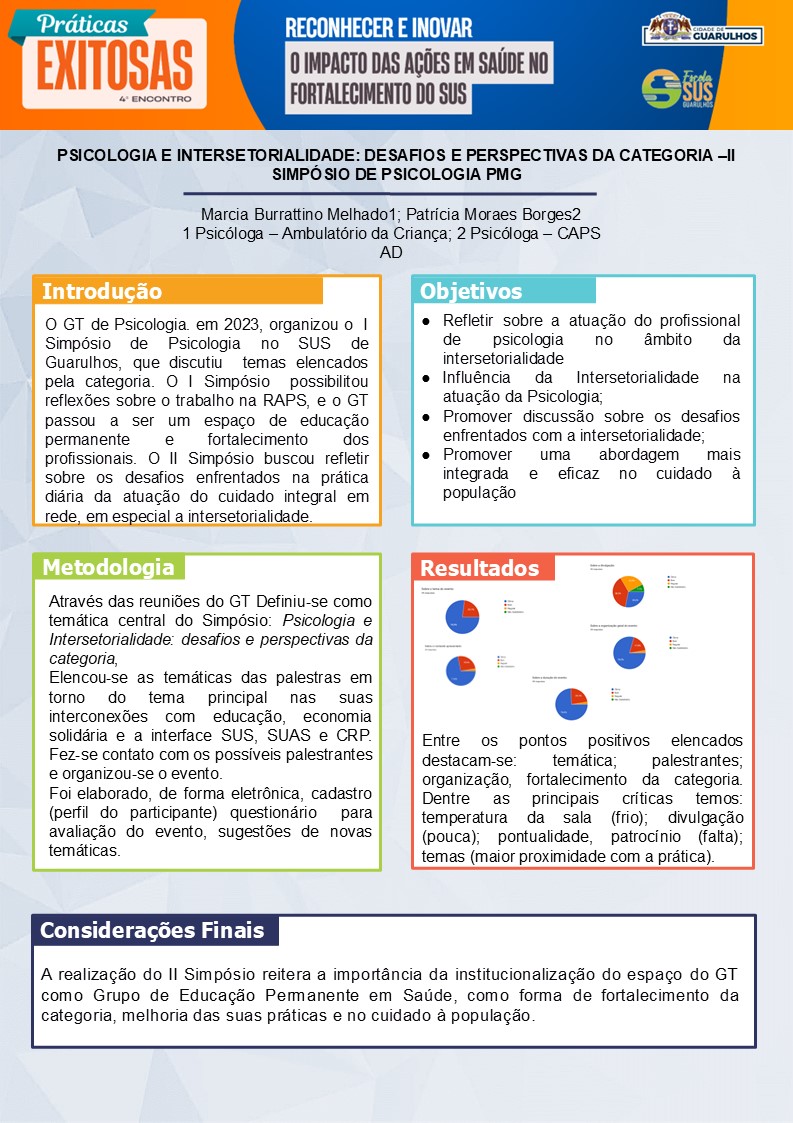 Práticas
EXITOSAS
4º ENCONTRO
RECONHECER E INOVAR
O IMPACTO DAS AÇÕES EM SAÚDE NO
FORTALECIMENTO DO SUS
CIDADE DE
GUARULHOS
Escola
SUS
GUARULHOS
PSICOLOGIA E INTERSETORIALIDADE: DESAFIOS E PERSPECTIVAS DA CATEGORIA –II
SIMPÓSIO DE PSICOLOGIA PMG
Marcia Burrattino Melhado1; Patrícia Moraes Borges2
1 Psicóloga – Ambulatório da Criança; 2 Psicóloga – CAPS
AD
Introdução
O GT de Psicologia. em 2023, organizou o I
Simpósio de Psicologia no SUS de
Guarulhos, que discutiu temas elencados
pela categoria. O I Simpósio possibilitou
reflexões sobre o trabalho na RAPS, e o GT
passou a ser um espaço de educação
permanente e fortalecimento dos
profissionais. O II Simpósio buscou refletir
sobre os desafios enfrentados na prática
diária da atuação do cuidado integral em
rede, em especial a intersetorialidade.
Objetivos
● Refletir sobre a atuação do profissional
de psicologia no âmbito da
intersetorialidade
● Influência da Intersetorialidade na
atuação da Psicologia;
● Promover discussão sobre os desafios
enfrentados com a intersetorialidade;
● Promover uma abordagem mais
integrada e eficaz no cuidado à
população
Metodologia
Através das reuniões do GT Definiu-se como
temática central do Simpósio: Psicologia e
Intersetorialidade: desafios e perspectivas da
categoria,
Elencou-se as temáticas das palestras em
torno do tema principal nas suas
interconexões com educação, economia
solidária e a interface SUS, SUAS e CRP.
Fez-se contato com os possíveis palestrantes
e organizou-se o evento.
Foi elaborado, de forma eletrônica, cadastro
(perfil do participante) questionário para
avaliação do evento, sugestões de novas
temáticas.
Resultados
Entre os pontos positivos elencados
destacam-se: temática; palestrantes;
organização, fortalecimento da categoria.
Dentre as principais críticas temos:
temperatura da sala (frio); divulgação
(pouca); pontualidade, patrocínio (falta);
temas (maior proximidade com a prática).
Considerações Finais
A realização do II Simpósio reitera a importância da institucionalização do espaço do GT
como Grupo de Educação Permanente em Saúde, como forma de fortalecimento da
categoria, melhoria das suas práticas e no cuidado à população.